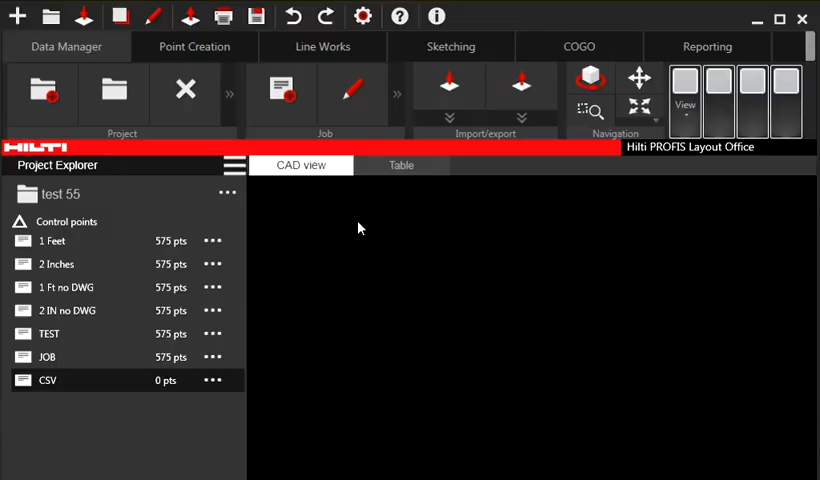 Data Manager
Point Creation
Line Works
Sketching
COGO
Reporting
View
Project
Job
Import/export
Navigation
HILTI
Hilti PROFIS Layout Office
Project Explorer
CAD view
Table
test 55
Control points
1 Feet 575 pts
2 Inches 575 pts
1 Ft no DWG 575 pts
2 IN no DWG 575 pts
TEST 575 pts
JOB 575 pts
CSV 0 pts